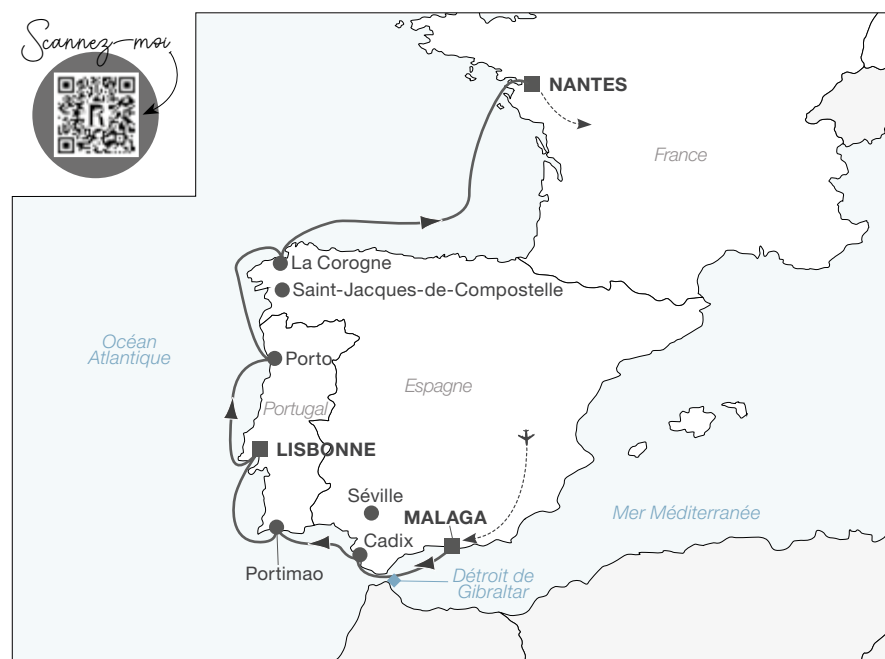 Scannez-moi
R
NANTES
France
La Corogne
Saint-Jacques-de-Compostelle
Océan
Atlantique
Porto
Espagne
Portugal
LISBONNE
Séville
MALAGA
Mer Méditerranée
Cadix
Portimao
Détroit de
Gibraltar